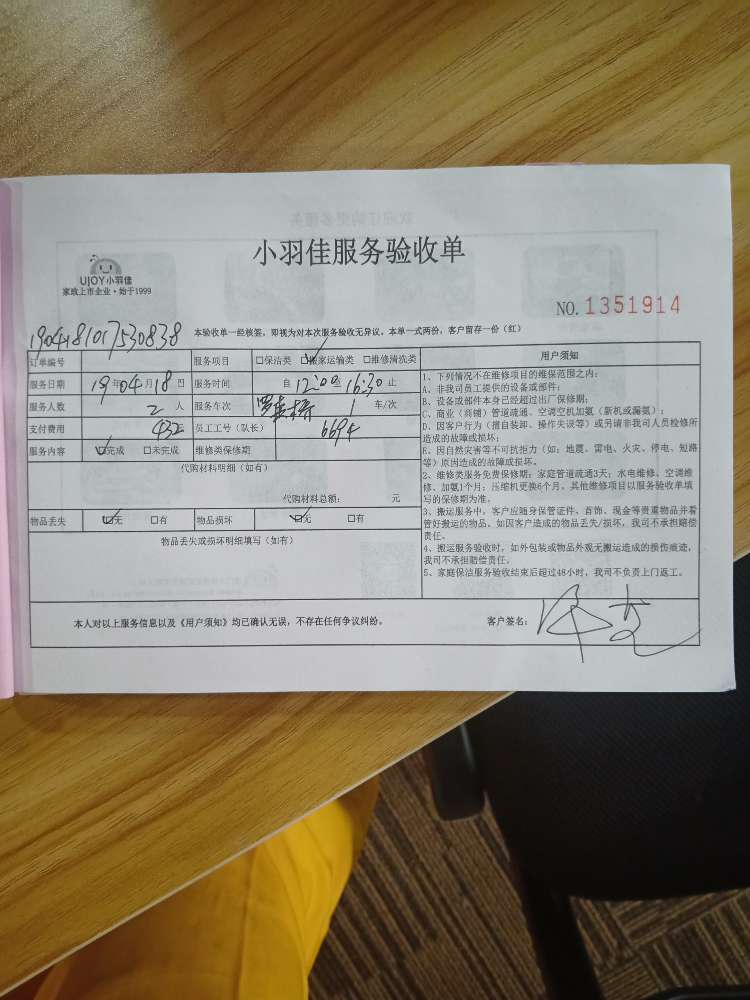 小羽佳服务验收单
UJOY小羽佳
家政上市企业·始于1999
NO. 1351914
1904181017530838
本验收单一经核签，即视为对本次服务验收无异议。本单一式两份，客户留存一份（红）
订单编号 服务项目 □保洁类 ☑搬家运输类 □维修清洗类
服务日期 19年04月18日 服务时间 自 12:00 至 16:30 止
服务人数 2 人 服务车次 1 车/次
支付费用 432元 员工工号（队长） 6694
服务内容 ☑完成 □未完成 维修类保修期
代购材料明细（如有）
代购材料总额： 元
物品丢失 ☑无 □有 物品损坏 ☑无 □有
物品丢失或损坏明细填写（如有）
用户须知
1、下列情况不在维修项目的维保范围之内：
A、非我司员工提供的设备或部件；
B、设备或部件本身已经超过出厂保修期；
C、商业（商铺）管道疏通、空调空机加氨（新机或漏氨）；
D、因客户行为（擅自装卸、操作失误等）或另请非我司人员检修所
造成的故障或损坏；
E、因自然灾害等不可抗拒力（如：地震、雷电、火灾、停电、短路
等）原因造成的故障或损坏。
2、维修类服务免费保修期：家庭管道疏通3天；水电维修、空调维
修、加氨1个月；压缩机更换6个月。其他维修项目以服务验收单填
写的保修期为准。
3、搬运服务中，客户应随身保管证件、首饰、现金等贵重物品并看
管好搬运的物品。如因客户造成的物品丢失/损坏，我司可不承担赔偿
责任。
4、搬运服务验收时，如外包装或物品外观无搬运造成的损伤痕迹，
我司不承担赔偿责任。
5、家庭保洁服务验收结束后超过48小时，我司不负责上门返工。
本人对以上服务信息以及《用户须知》均已确认无误，不存在任何争议纠纷。 客户签名：